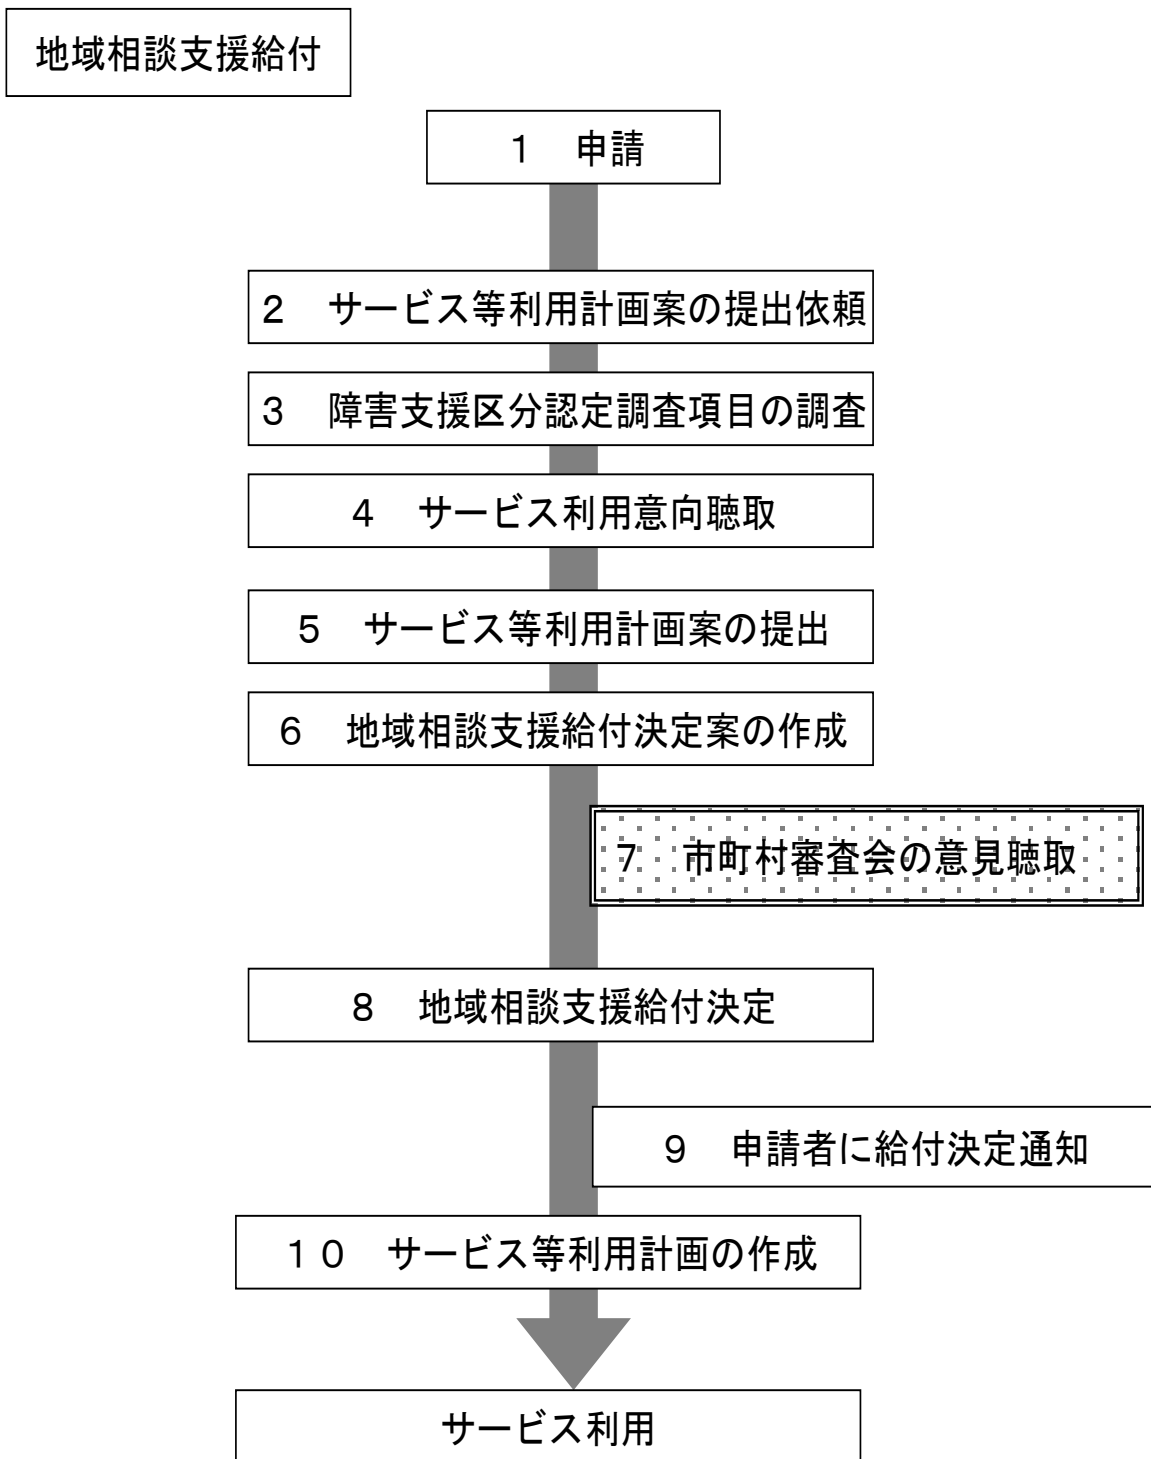 地域相談支援給付
1　申請
2　サービス等利用計画案の提出依頼
3　障害支援区分認定調査項目の調査
4　サービス利用意向聴取
5　サービス等利用計画案の提出
6　地域相談支援給付決定案の作成
7　市町村審査会の意見聴取
8　地域相談支援給付決定
9　申請者に給付決定通知
10　サービス等利用計画の作成
サービス利用